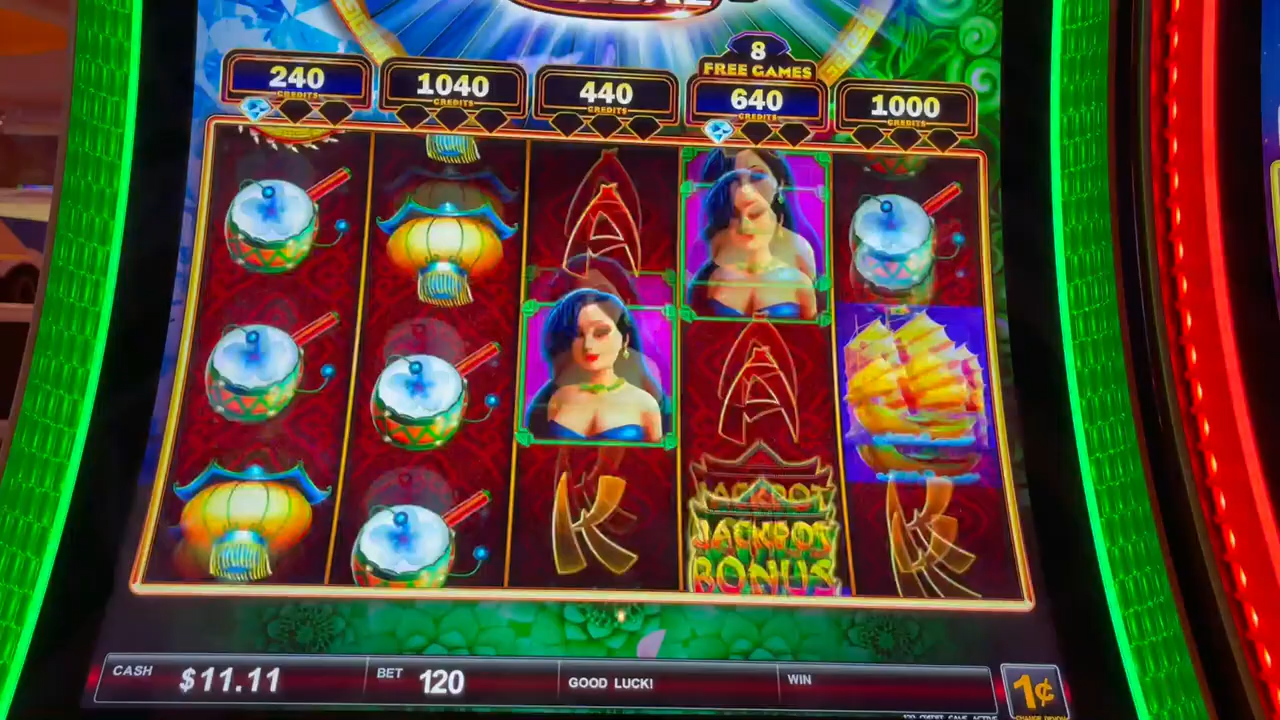 8
FREE GAMES
240
CREDITS
1040
CREDITS
440
CREDITS
640
CREDITS
1000
CREDITS
A
A
JACKPOT
JACKPOT
BONUS
K
K
CASH $11.11
BET 120
GOOD LUCK!
WIN
1¢